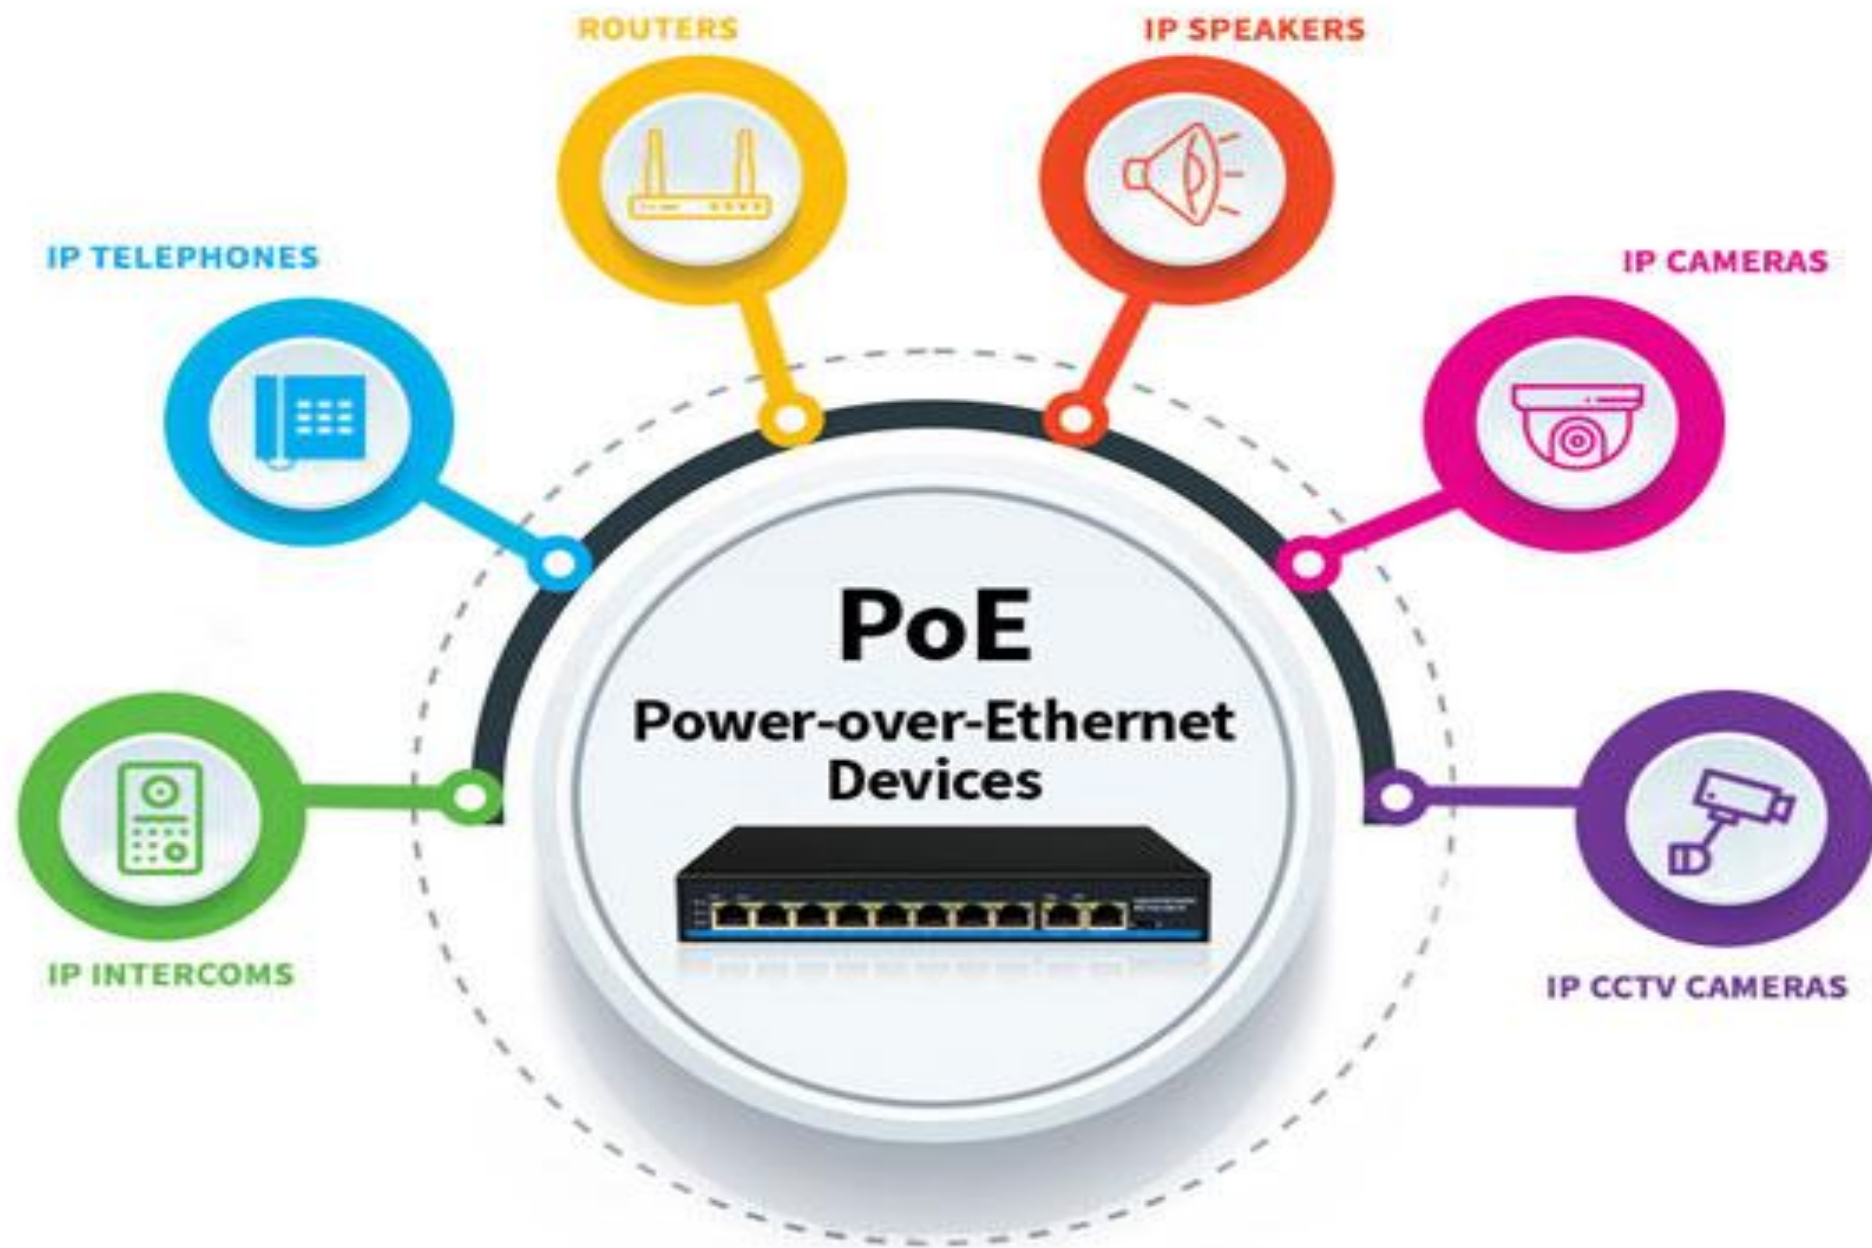 ROUTERS
IP SPEAKERS
IP TELEPHONES
IP CAMERAS
PoE
Power-over-Ethernet
Devices
IP INTERCOMS
IP CCTV CAMERAS